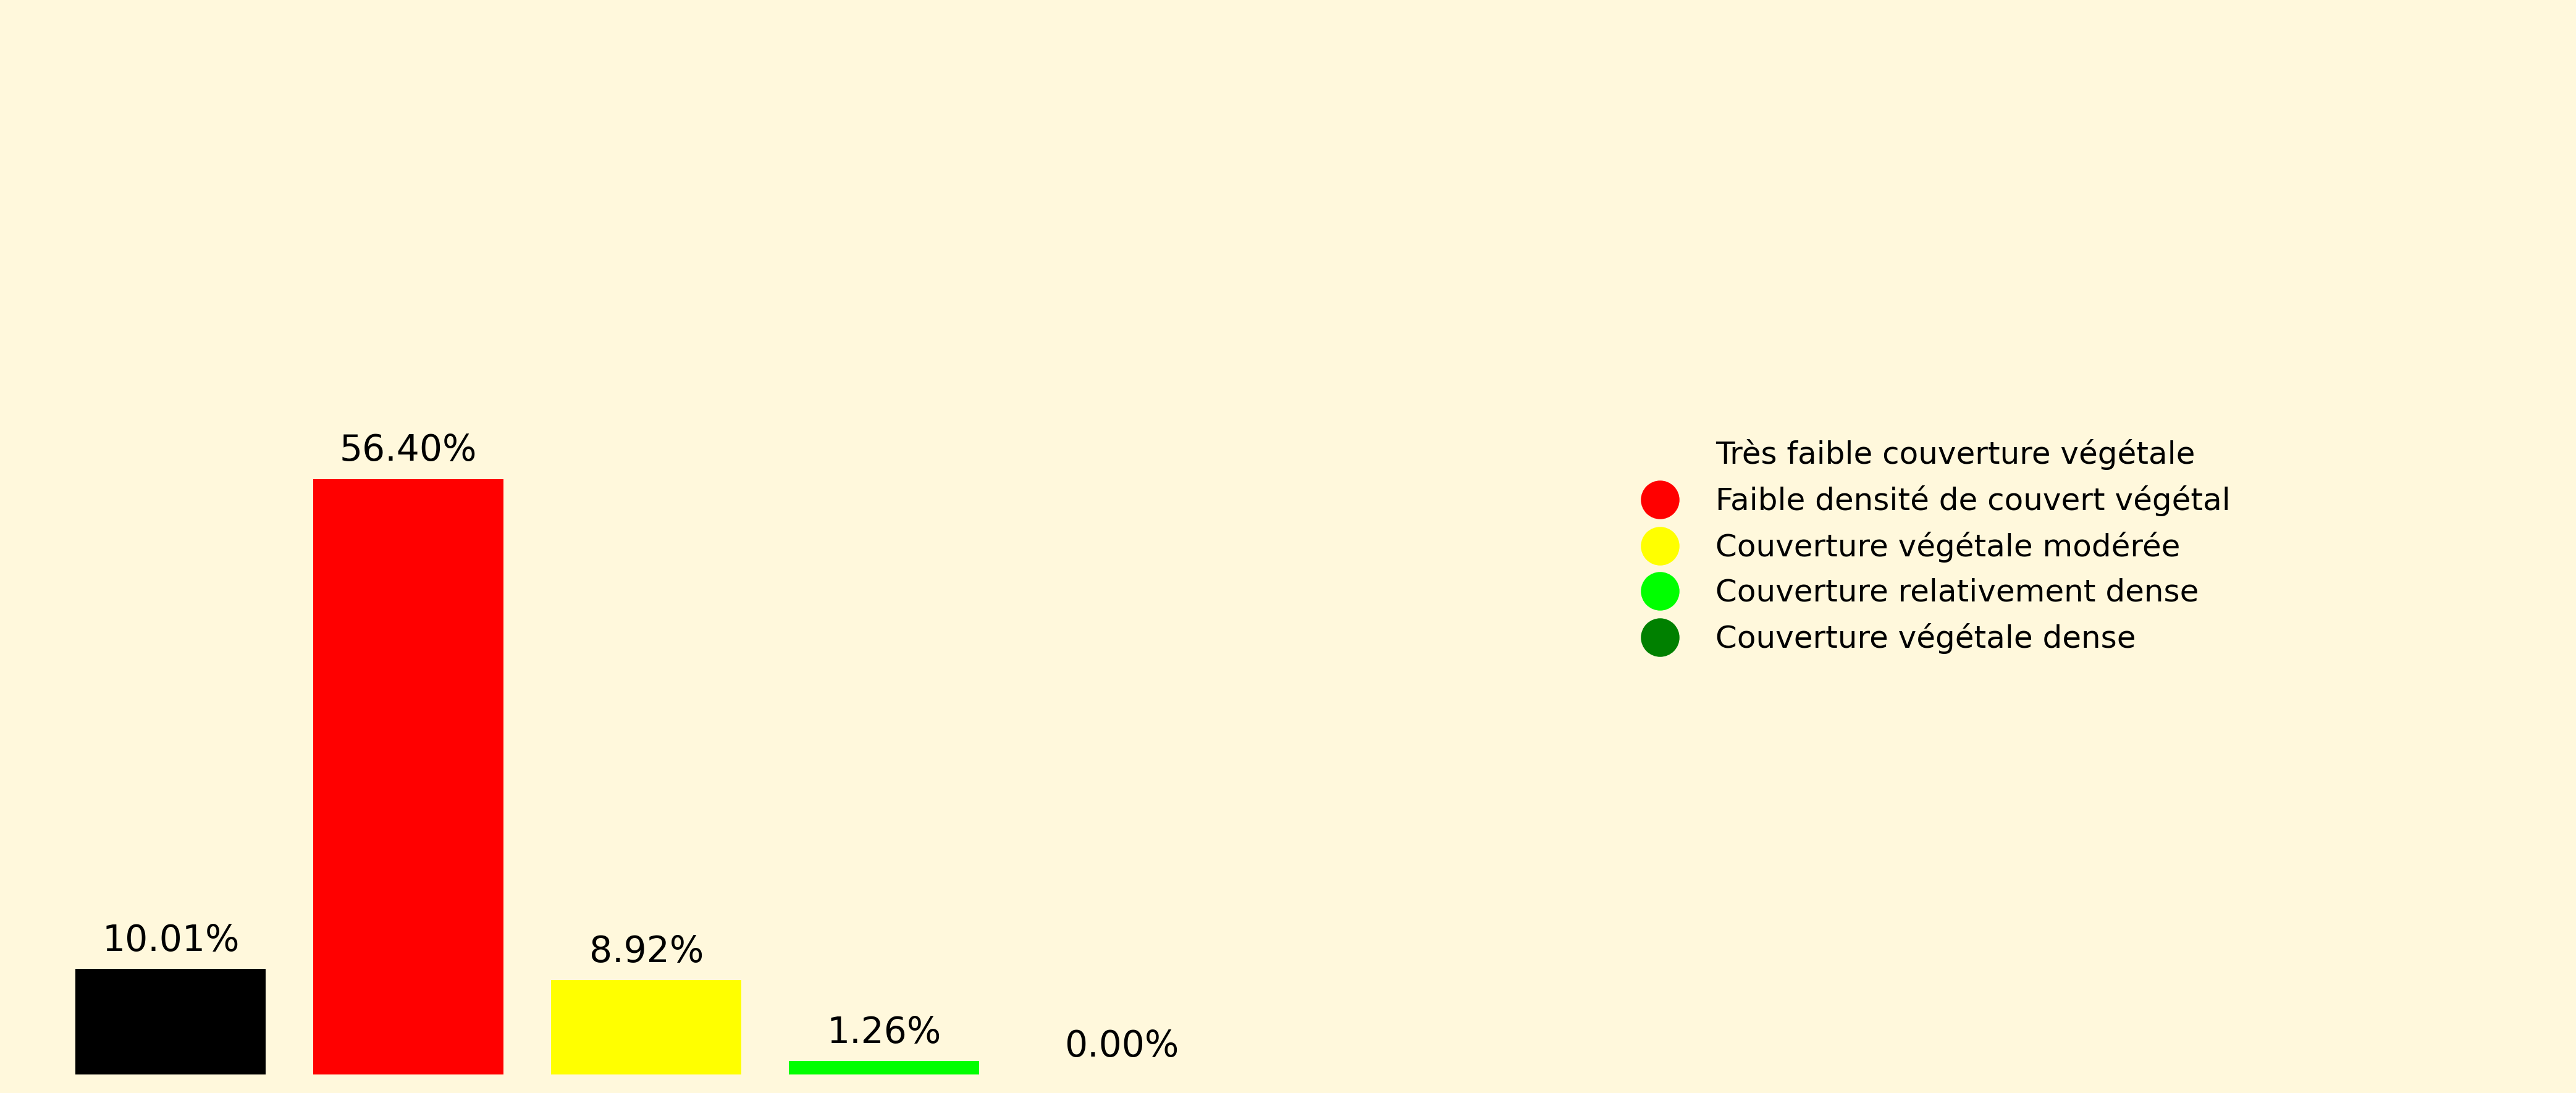 56.40%
10.01%
8.92%
1.26%
0.00%
Très faible couverture végétale
Faible densité de couvert végétal
Couverture végétale modérée
Couverture relativement dense
Couverture végétale dense